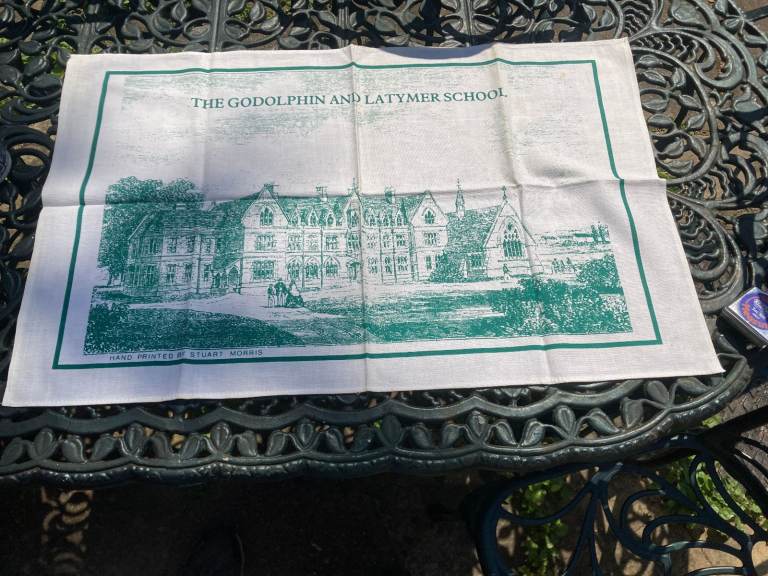 THE GODOLPHIN AND LATYMER SCHOOL
HAND PRINTED BY STUART MORRIS